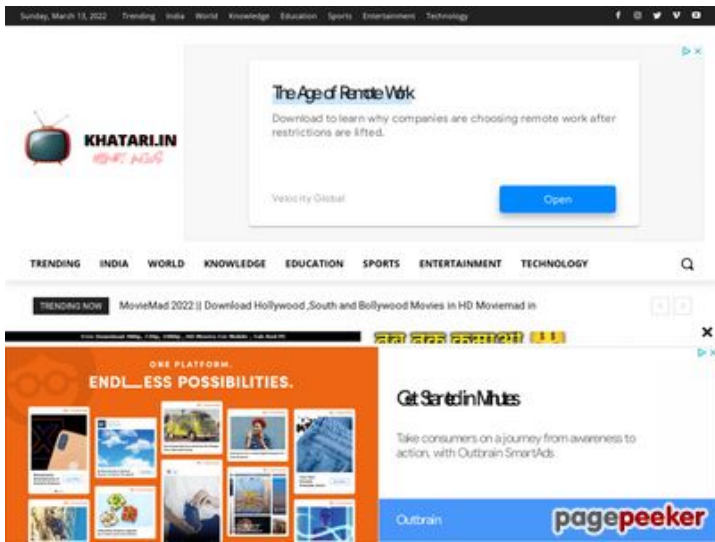 Sunday, March 13, 2022 Trending India World Knowledge Education Sports Entertainment Technology
The Age of Remote Work
Download to learn why companies are choosing remote work after
restrictions are lifted.
KHATARI.IN
Velocity Global
Open
TRENDING INDIA WORLD KNOWLEDGE EDUCATION SPORTS ENTERTAINMENT TECHNOLOGY
TRENDING NOW MovieMad 2022 || Download Hollywood ,South and Bollywood Movies in HD Moviemad in
ONE PLATFORM.
ENDL_ESS POSSIBILITIES.
Get Started in Minutes
Take consumers on a journey from awareness to
action, with Outbrain SmartAds
Outbrain
pagepeeker